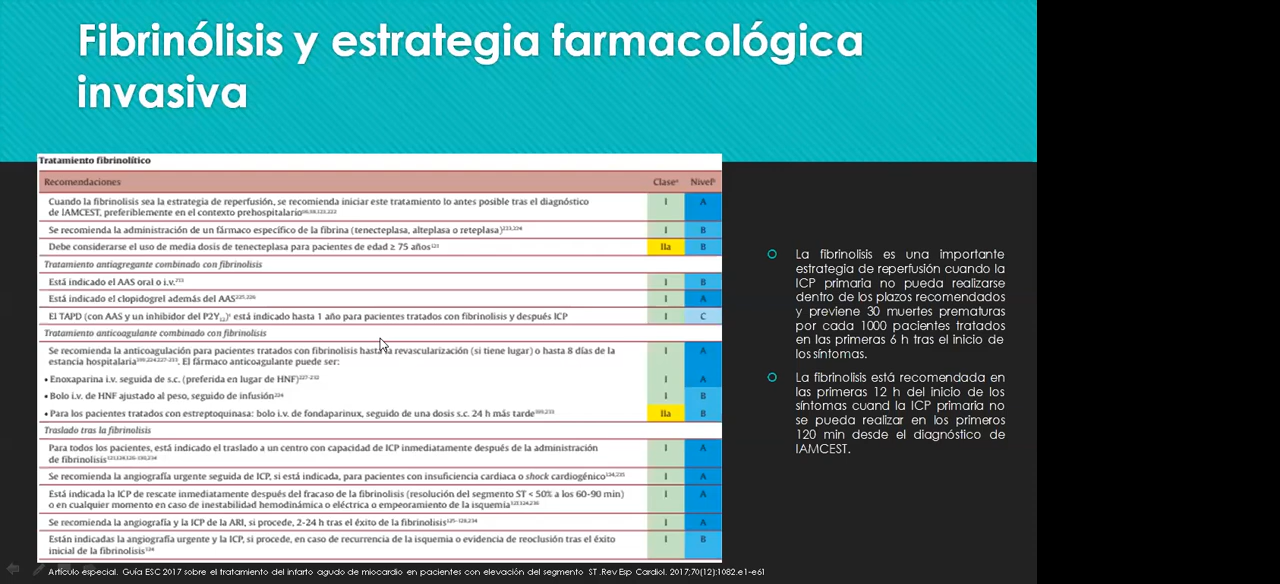 Fibrinólisis y estrategia farmacológica
invasiva
Tratamiento fibrinolítico
Recomendaciones Claseᵃ Nivelᵇ
Cuando la fibrinolisis sea la estrategia de reperfusión, se recomienda iniciar este tratamiento lo antes posible tras el diagnóstico I A
de IAMCEST, preferiblemente en el contexto prehospitalario
Se recomienda la administración de un fármaco específico de la fibrina (tenecteplasa, alteplasa o reteplasa) I B
Debe considerarse el uso de media dosis de tenecteplasa para pacientes de edad ≥ 75 años IIa B
Tratamiento antiagregante combinado con fibrinolisis
Está indicado el AAS oral o i.v. I B
Está indicado el clopidogrel además del AAS I A
El TAPD (con AAS y un inhibidor del P2Y₁₂) está indicado hasta 1 año para pacientes tratados con fibrinolisis y después ICP I C
Tratamiento anticoagulante combinado con fibrinolisis
Se recomienda la anticoagulación para pacientes tratados con fibrinolisis hasta la revascularización (si tiene lugar) o hasta 8 días de la I A
estancia hospitalaria. El fármaco anticoagulante puede ser:
• Enoxaparina i.v. seguida de s.c. (preferida en lugar de HNF) I A
• Bolo i.v. de HNF ajustado al peso, seguido de infusión I B
• Para los pacientes tratados con estreptoquinasa: bolo i.v. de fondaparinux, seguido de una dosis s.c. 24 h más tarde IIa B
Traslado tras la fibrinolisis
Para todos los pacientes, está indicado el traslado a un centro con capacidad de ICP inmediatamente después de la administración I A
de fibrinolisis
Se recomienda la angiografía urgente seguida de ICP, si está indicada, para pacientes con insuficiencia cardiaca o shock cardiogénico I A
Está indicada la ICP de rescate inmediatamente después del fracaso de la fibrinolisis (resolución del segmento ST < 50% a los 60-90 min) I A
o en cualquier momento en caso de inestabilidad hemodinámica o eléctrica o empeoramiento de la isquemia
Se recomienda la angiografía y la ICP de la ARI, si procede, 2-24 h tras el éxito de la fibrinolisis I A
Están indicadas la angiografía urgente y la ICP, si procede, en caso de recurrencia de la isquemia o evidencia de reoclusión tras el éxito I B
inicial de la fibrinolisis
La fibrinolisis es una importante
estrategia de reperfusión cuando la
ICP primaria no pueda realizarse
dentro de los plazos recomendados
y previene 30 muertes prematuras
por cada 1000 pacientes tratados
en las primeras 6 h tras el inicio de
los síntomas.
La fibrinolisis está recomendada en
las primeras 12 h del inicio de los
síntomas cuand la ICP primaria no
se pueda realizar en los primeros
120 min desde el diagnóstico de
IAMCEST.
Artículo especial. Guía ESC 2017 sobre el tratamiento del infarto agudo de miocardio en pacientes con elevación del segmento ST .Rev Esp Cardiol. 2017;70(12):1082.e1-e61